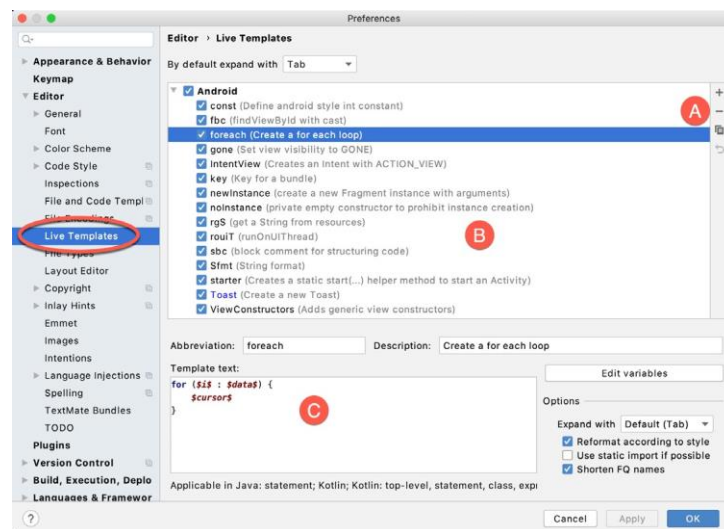 Preferences
Editor › Live Templates
By default expand with Tab
Appearance & Behavior
Keymap
Editor
General
Font
Color Scheme
Code Style
Inspections
File and Code Templ
File Encodings
Live Templates
File Types
Layout Editor
Copyright
Inlay Hints
Emmet
Images
Intentions
Language Injections
Spelling
TextMate Bundles
TODO
Plugins
Version Control
Build, Execution, Deplo
Languages & Framewor
Android
const (Define android style int constant)
fbc (findViewById with cast)
foreach (Create a for each loop)
gone (Set view visibility to GONE)
IntentView (Creates an Intent with ACTION_VIEW)
key (Key for a bundle)
newInstance (create a new Fragment instance with arguments)
noInstance (private empty constructor to prohibit instance creation)
rgS (get a String from resources)
rouiT (runOnUIThread)
sbc (block comment for structuring code)
Sfmt (String format)
starter (Creates a static start(...) helper method to start an Activity)
Toast (Create a new Toast)
ViewConstructors (Adds generic view constructors)
A
B
Abbreviation: foreach Description: Create a for each loop
Template text:
for ($i$ : $data$) {
$cursor$
}
C
Edit variables
Options
Expand with Default (Tab)
Reformat according to style
Use static import if possible
Shorten FQ names
Applicable in Java: statement; Kotlin; Kotlin: top-level, statement, class, expr
?
Cancel Apply OK